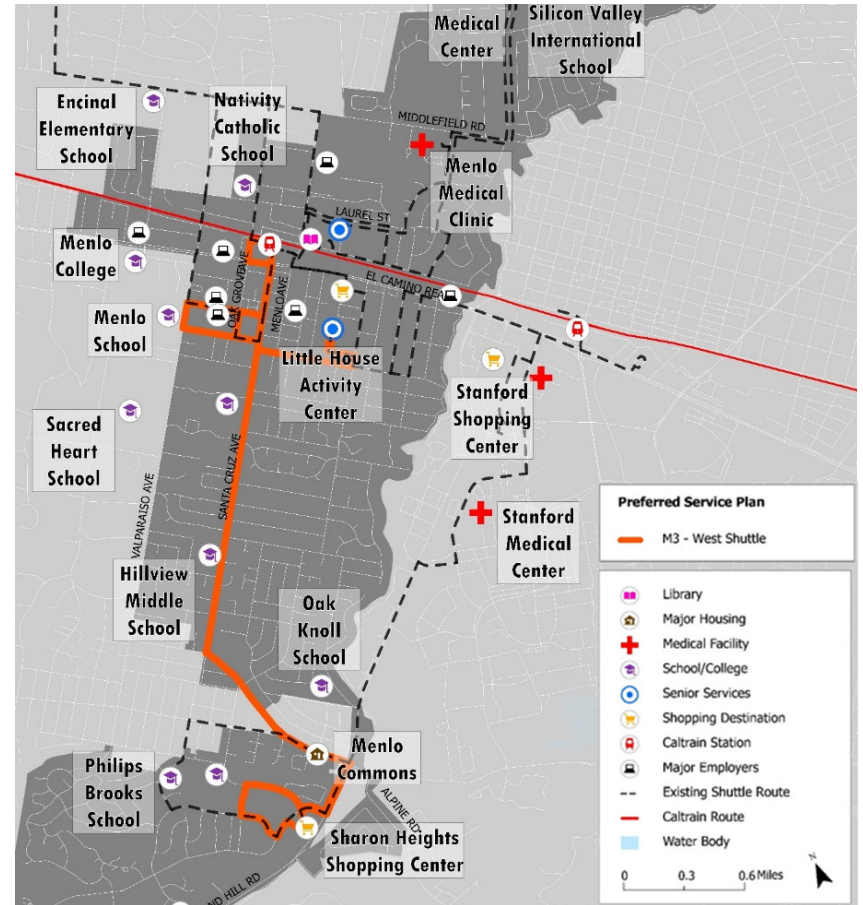 Medical
Center
Silicon Valley
International
School
Encinal
Elementary
School
Nativity
Catholic
School
MIDDLEFIELD RD
Menlo
Medical
Clinic
LAUREL ST
Menlo
College
OAK GROVE AVE
MENLO AVE
EL CAMINO REAL
Menlo
School
Little House
Activity
Center
Stanford
Shopping
Center
Sacred
Heart
School
VALPARAISO AVE
SANTA CRUZ AVE
Stanford
Medical
Center
Hillview
Middle
School
Oak
Knoll
School
Menlo
Commons
Philips
Brooks
School
ALPINE RD
Sharon Heights
Shopping Center
ND HILL RD
Preferred Service Plan
M3 - West Shuttle
Library
Major Housing
Medical Facility
School/College
Senior Services
Shopping Destination
Caltrain Station
Major Employers
Existing Shuttle Route
Caltrain Route
Water Body
N
0 0.3 0.6 Miles